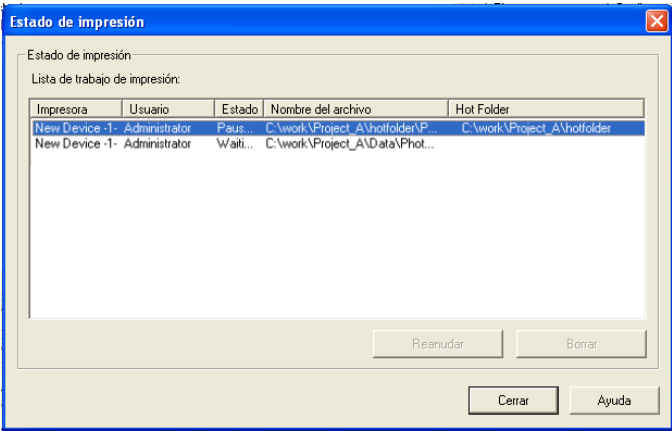 Estado de impresión
Estado de impresión
Lista de trabajo de impresión:
Impresora Usuario Estado Nombre del archivo Hot Folder
New Device -1- Administrator Paus... C:\work\Project_A\hotfolder\P... C:\work\Project_A\hotfolder
New Device -1- Administrator Waiti... C:\work\Project_A\Data\Phot...
Reanudar Borrar
Cerrar Ayuda